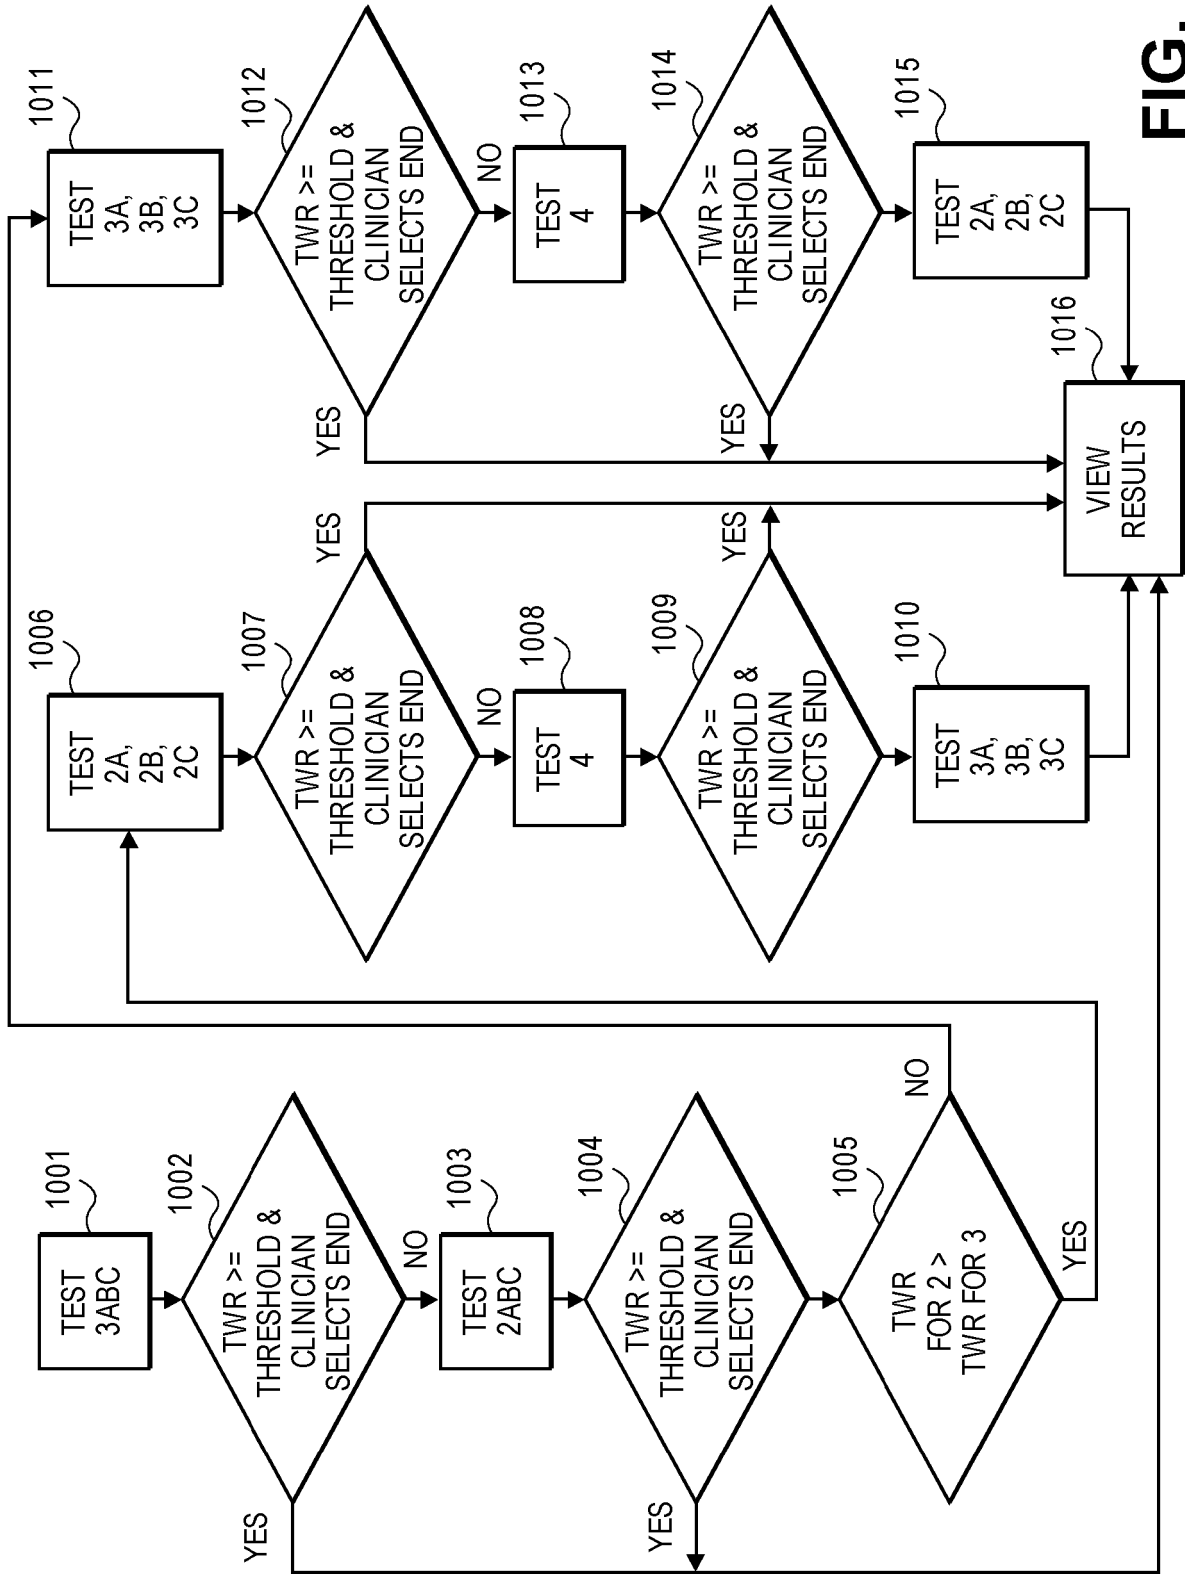 1001
TEST
3ABC
1002
TWR >=
THRESHOLD &
CLINICIAN
SELECTS END
YES
NO
1003
TEST
2ABC
1004
TWR >=
THRESHOLD &
CLINICIAN
SELECTS END
YES
1005
TWR
FOR 2 >
TWR FOR 3
NO
YES
1006
TEST
2A,
2B,
2C
1007
TWR >=
THRESHOLD &
CLINICIAN
SELECTS END
YES
NO
1008
TEST
4
1009
TWR >=
THRESHOLD &
CLINICIAN
SELECTS END
YES
1010
TEST
3A,
3B,
3C
1011
TEST
3A,
3B,
3C
1012
TWR >=
THRESHOLD &
CLINICIAN
SELECTS END
YES
NO
1013
TEST
4
1014
TWR >=
THRESHOLD &
CLINICIAN
SELECTS END
YES
1015
TEST
2A,
2B,
2C
1016
VIEW
RESULTS
FIG.